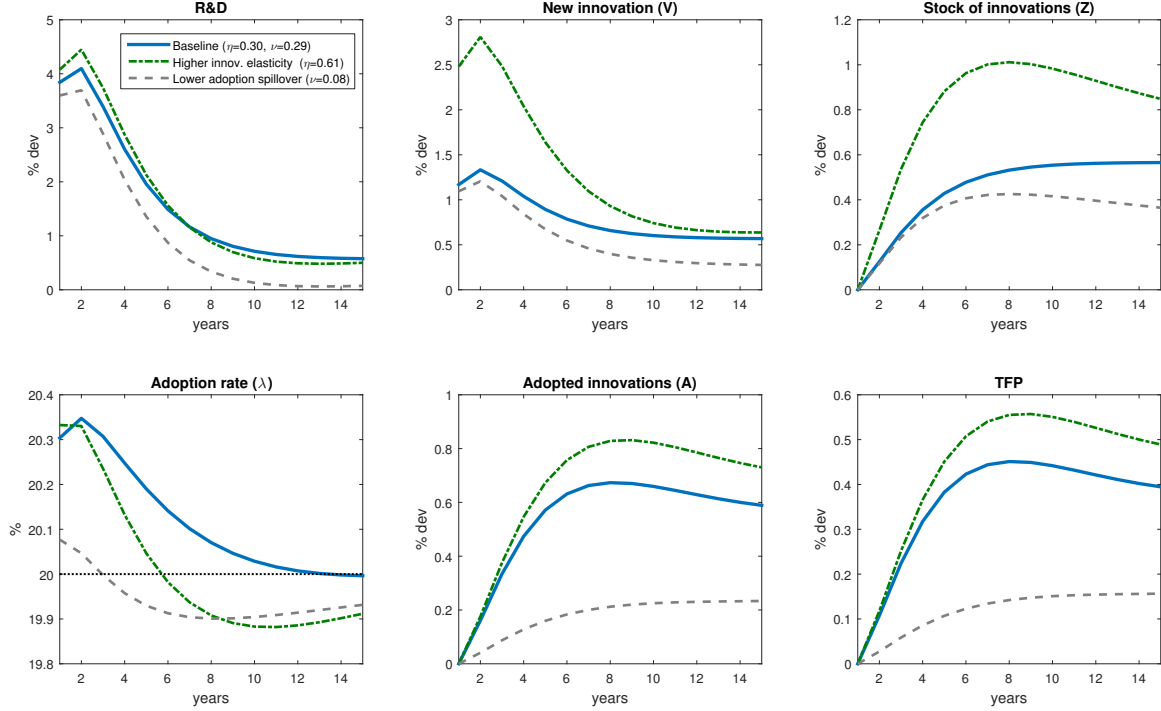 R&D
5
4
3
2
1
0
% dev
2 4 6 8 10 12 14
years
Baseline (η=0.30, ν=0.29)
Higher innov. elasticity (η=0.61)
Lower adoption spillover (ν=0.08)
New innovation (V)
3
2.5
2
1.5
1
0.5
0
% dev
2 4 6 8 10 12 14
years
Stock of innovations (Z)
1.2
1
0.8
0.6
0.4
0.2
0
% dev
2 4 6 8 10 12 14
years
Adoption rate (λ)
20.4
20.3
20.2
20.1
20
19.9
19.8
%
2 4 6 8 10 12 14
years
Adopted innovations (A)
1
0.8
0.6
0.4
0.2
0
% dev
2 4 6 8 10 12 14
years
TFP
0.6
0.5
0.4
0.3
0.2
0.1
0
% dev
2 4 6 8 10 12 14
years